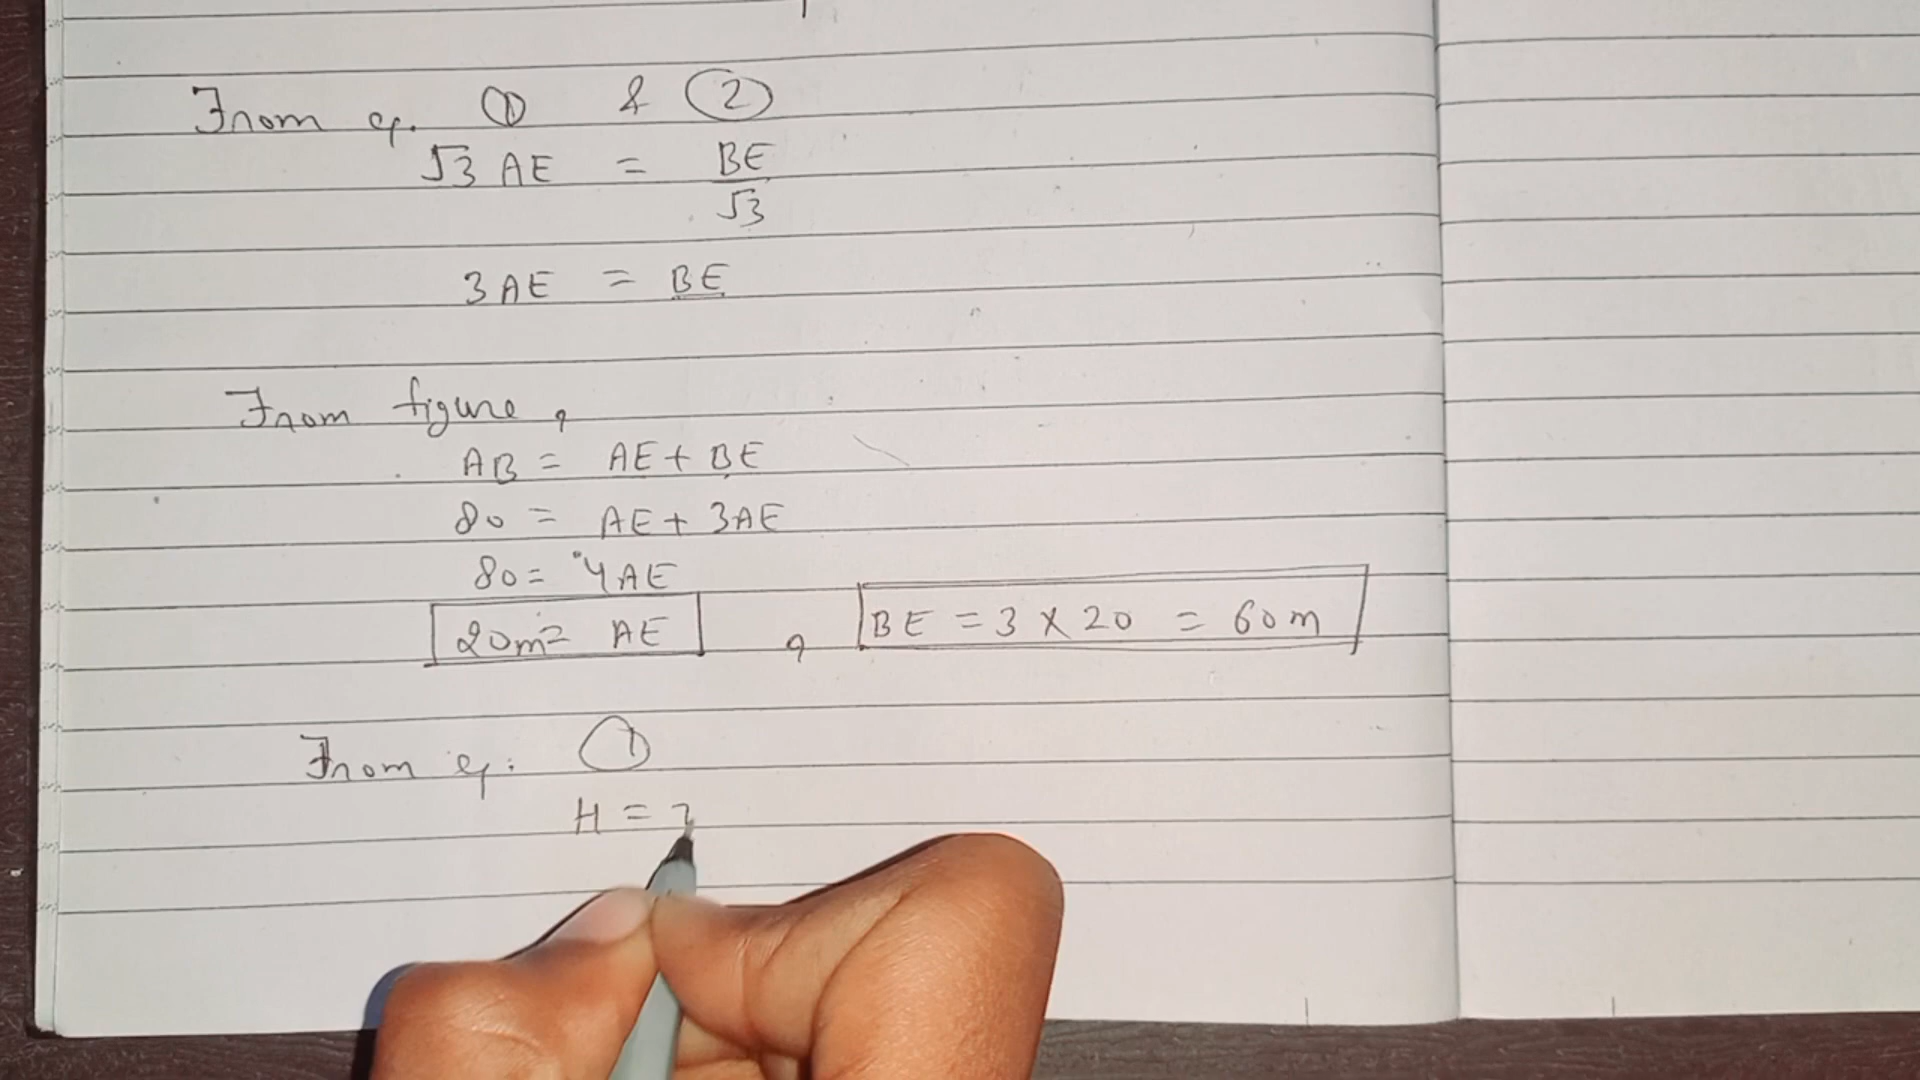 From eq. ① & ②
√3 AE = BE/√3
3AE = BE
From figure,
AB = AE + BE
80 = AE + 3AE
80 = 4AE
20m = AE , BE = 3 × 20 = 60m
From eq. ①
H =